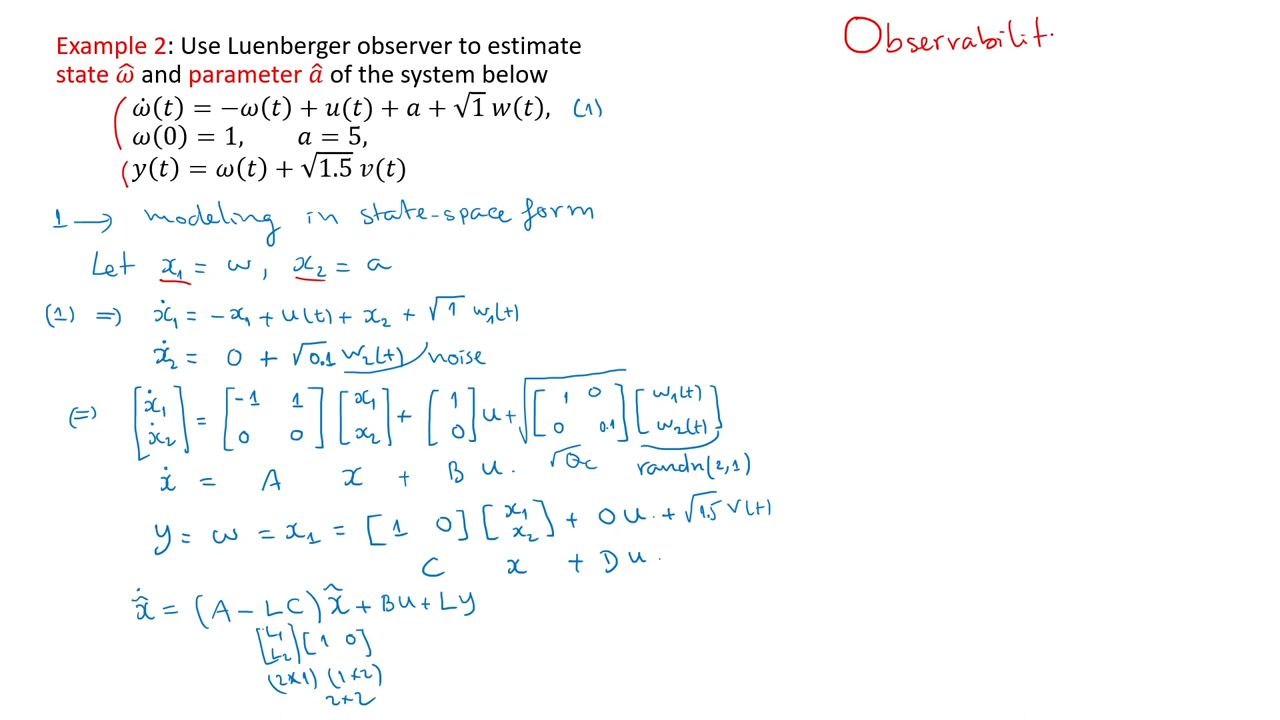 Example 2: Use Luenberger observer to estimate
state ω̂ and parameter â of the system below
ω̇(t) = −ω(t) + u(t) + a + √1 w(t), (1)
ω(0) = 1, a = 5,
y(t) = ω(t) + √1.5 v(t)
1 → modeling in state-space form
Let x₁ = ω, x₂ = a
(1) ⇒ ẋ₁ = −x₁ + u(t) + x₂ + √1 w₁(t)
ẋ₂ = 0 + √0.1 w₂(t) noise
(=) [ẋ₁ ẋ₂] = [−1 1 0 0] [x₁ x₂] + [1 0] u + √[1 0 0 0.1] [w₁(t) w₂(t)]
ẋ = A x + B u. √Qc randn(2,1)
y = ω = x₁ = [1 0] [x₁ x₂] + 0u + √1.5 v(t)
C x + D u.
x̂̇ = (A − LC) x̂ + Bu + Ly
[L₁ L₂] [1 0]
(2×1) (1×2)
2×2
Observabilit